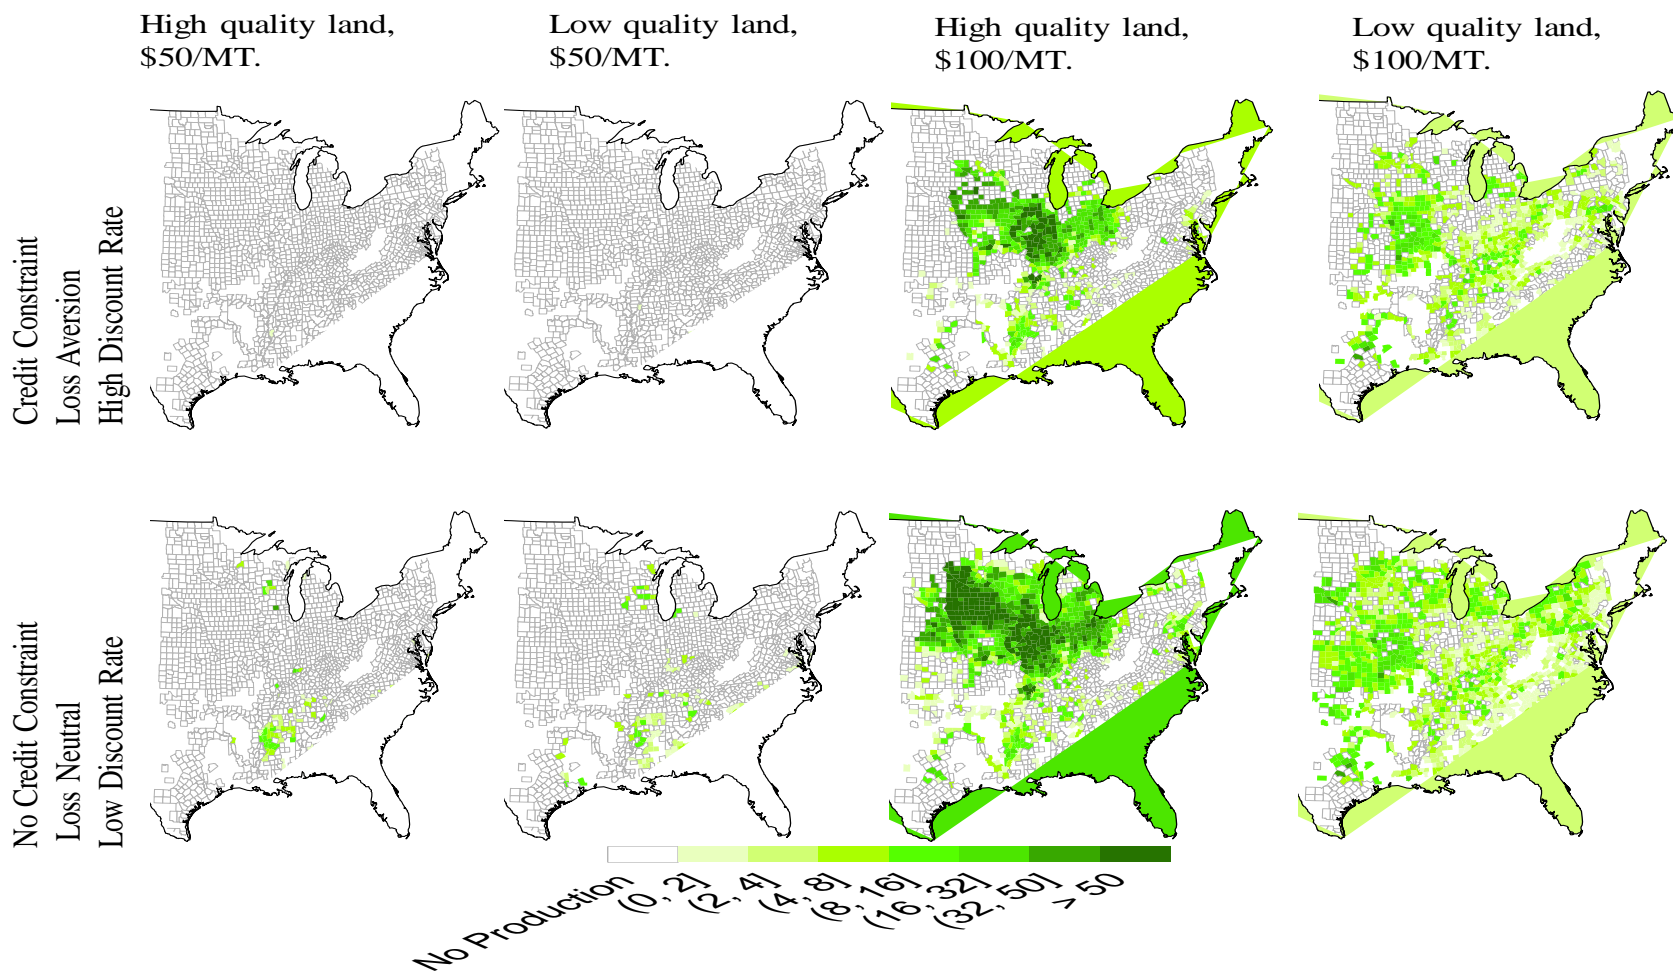 High quality land,
$50/MT.
Low quality land,
$50/MT.
High quality land,
$100/MT.
Low quality land,
$100/MT.
Credit Constraint
Loss Aversion
High Discount Rate
No Credit Constraint
Loss Neutral
Low Discount Rate
No Production
(0, 2]
(2, 4]
(4, 8]
(8, 16]
(16, 32]
(32, 50]
> 50